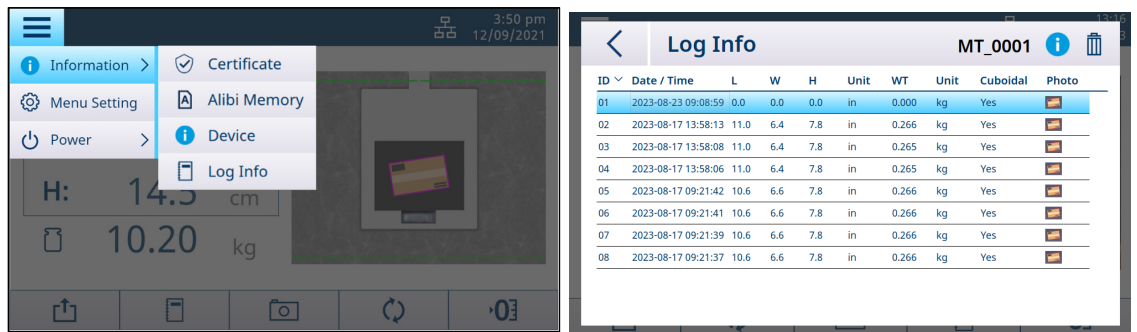 3:50 pm
12/09/2021
Information
Certificate
Menu Setting
A Alibi Memory
Power
Device
Log Info
H: 14.5 cm
10.20 kg
13:16
Log Info MT_0001
ID Date / Time L W H Unit WT Unit Cuboidal Photo
01 2023-08-23 09:08:59 0.0 0.0 0.0 in 0.000 kg Yes
02 2023-08-17 13:58:13 11.0 6.4 7.8 in 0.266 kg Yes
03 2023-08-17 13:58:08 11.0 6.4 7.8 in 0.265 kg Yes
04 2023-08-17 13:58:06 11.0 6.4 7.8 in 0.265 kg Yes
05 2023-08-17 09:21:42 10.6 6.6 7.8 in 0.266 kg Yes
06 2023-08-17 09:21:41 10.6 6.6 7.8 in 0.266 kg Yes
07 2023-08-17 09:21:39 10.6 6.6 7.8 in 0.266 kg Yes
08 2023-08-17 09:21:37 10.6 6.6 7.8 in 0.266 kg Yes